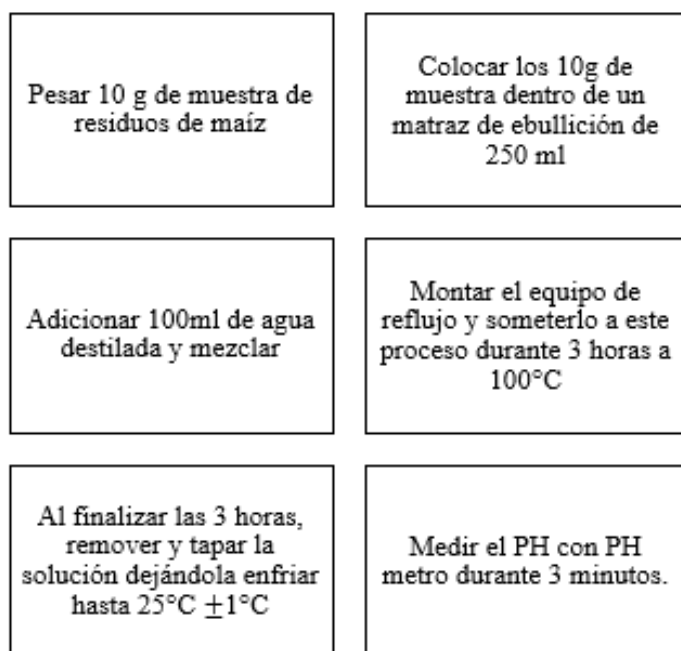 Pesar 10 g de muestra de
residuos de maíz
Colocar los 10g de
muestra dentro de un
matraz de ebullición de
250 ml
Adicionar 100ml de agua
destilada y mezclar
Montar el equipo de
reflujo y someterlo a este
proceso durante 3 horas a
100°C
Al finalizar las 3 horas,
remover y tapar la
solución dejándola enfriar
hasta 25°C ±1°C
Medir el PH con PH
metro durante 3 minutos.